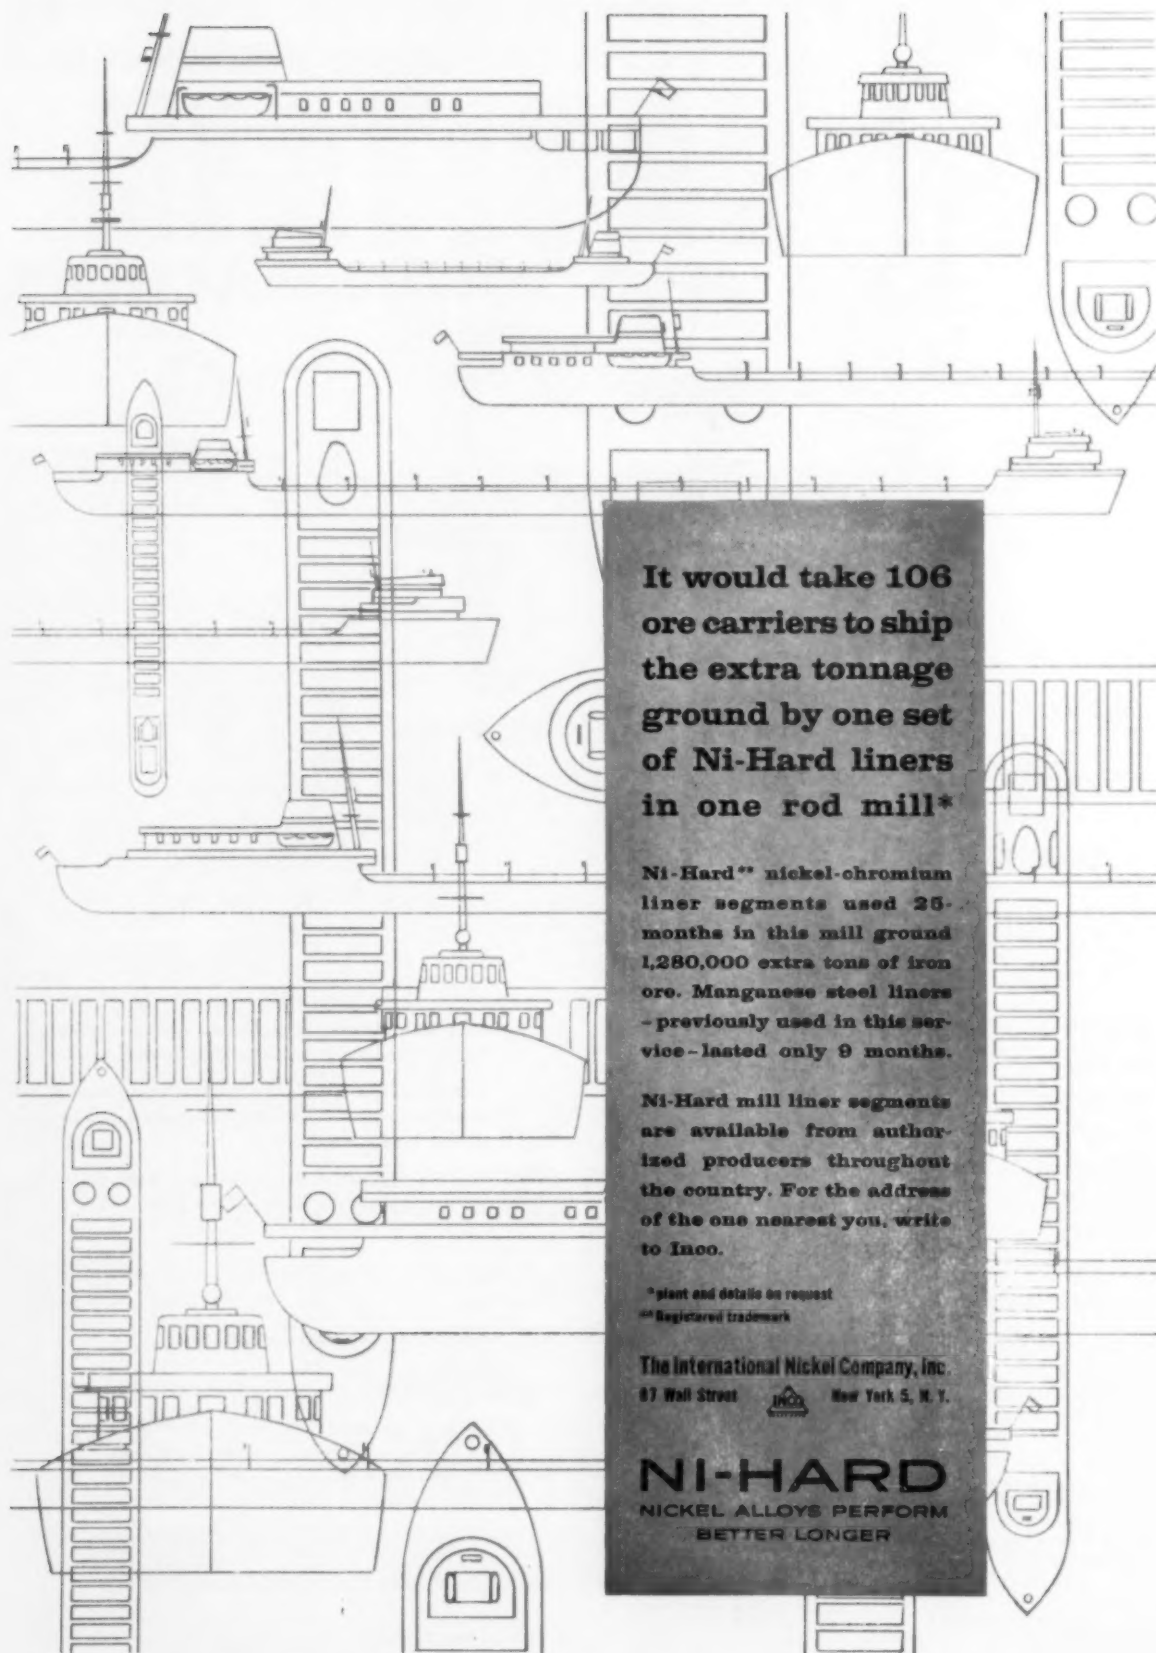 It would take 106
ore carriers to ship
the extra tonnage
ground by one set
of Ni-Hard liners
in one rod mill*
Ni-Hard** nickel-chromium
liner segments used 25-
months in this mill ground
1,280,000 extra tons of iron
ore. Manganese steel liners
-previously used in this ser-
vice-lasted only 9 months.
Ni-Hard mill liner segments
are available from author-
ized producers throughout
the country. For the address
of the one nearest you, write
to Inco.
*plant and details on request
**Registered trademark
The International Nickel Company, Inc.
67 Wall Street INCO New York 5, N. Y.
NI-HARD
NICKEL ALLOYS PERFORM
BETTER LONGER